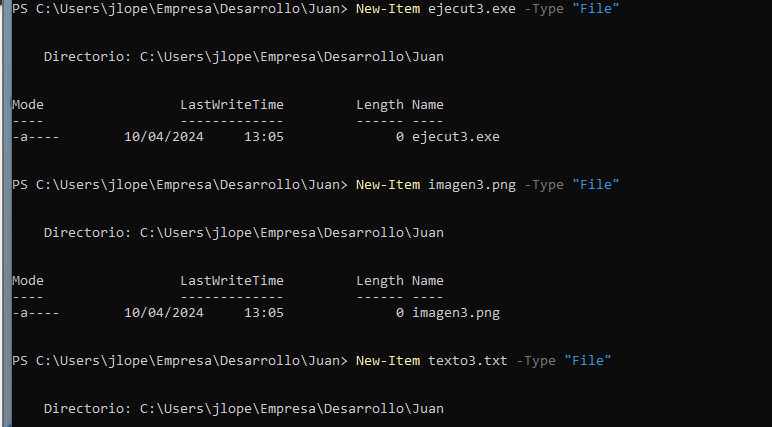 PS C:\Users\jlope\Empresa\Desarrollo\Juan> New-Item ejecut3.exe -Type "File"
Directorio: C:\Users\jlope\Empresa\Desarrollo\Juan
Mode                 LastWriteTime         Length Name
----                 -------------         ------ ----
-a----        10/04/2024     13:05              0 ejecut3.exe
PS C:\Users\jlope\Empresa\Desarrollo\Juan> New-Item imagen3.png -Type "File"
Directorio: C:\Users\jlope\Empresa\Desarrollo\Juan
Mode                 LastWriteTime         Length Name
----                 -------------         ------ ----
-a----        10/04/2024     13:05              0 imagen3.png
PS C:\Users\jlope\Empresa\Desarrollo\Juan> New-Item texto3.txt -Type "File"
Directorio: C:\Users\jlope\Empresa\Desarrollo\Juan